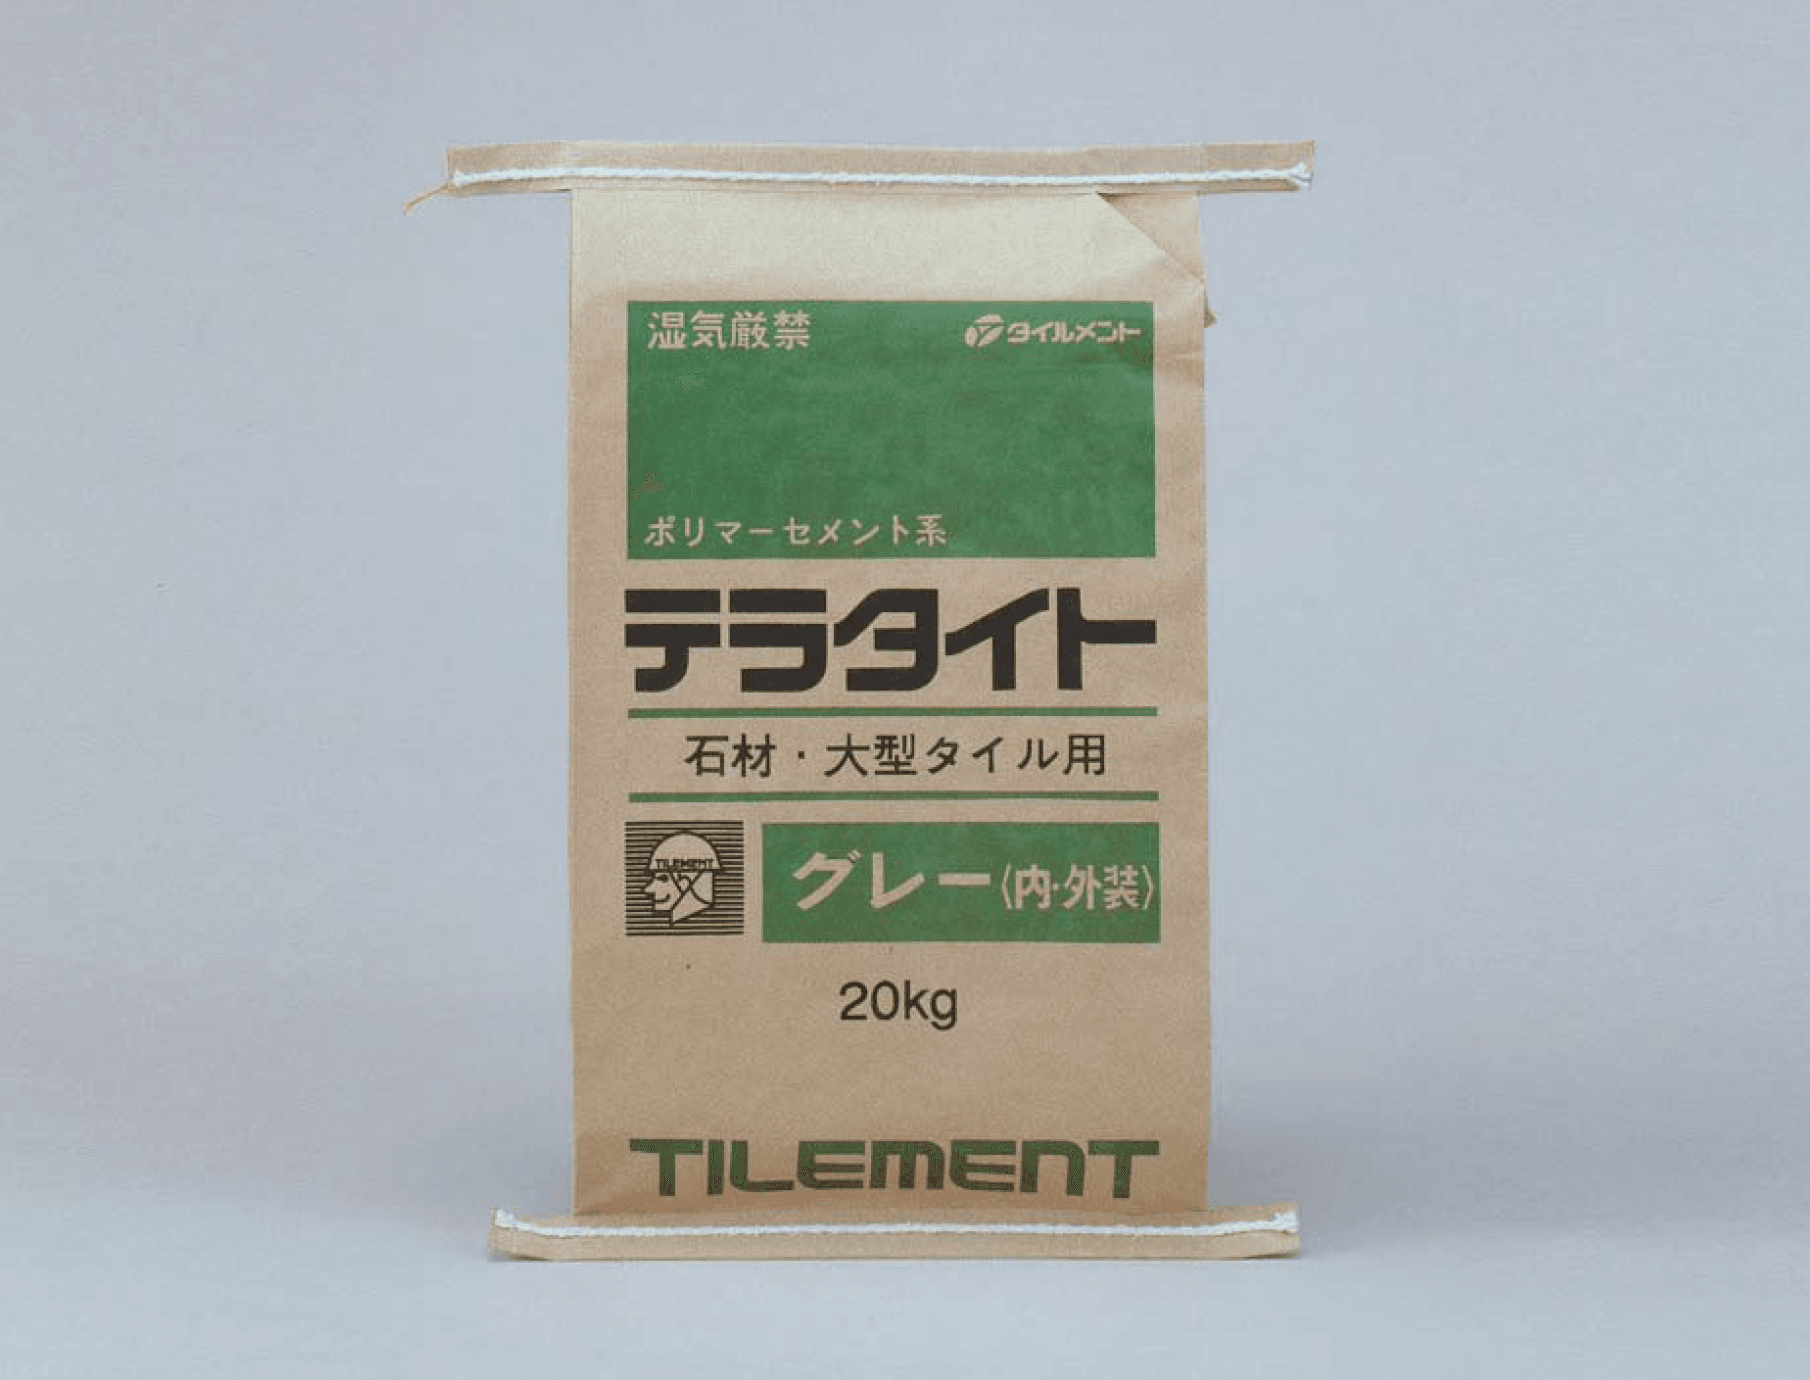 湿気厳禁 タイルメント
ポリマーセメント系
テラタイト
石材・大型タイル用
TILEMENT
グレー〈内・外装〉
20kg
TILEMENT